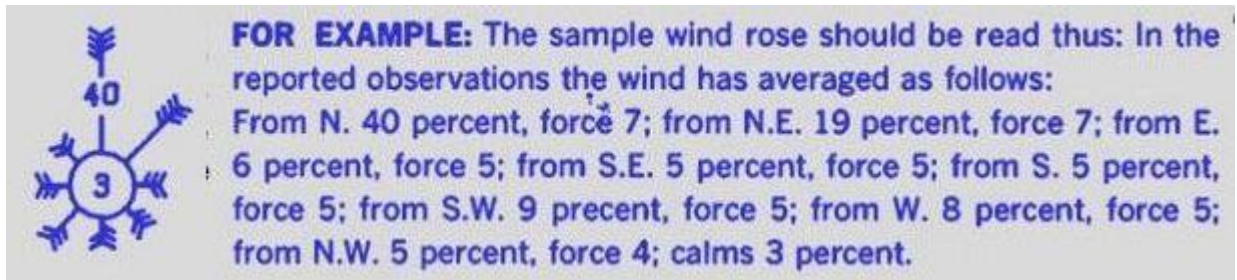 40
3
FOR EXAMPLE: The sample wind rose should be read thus: In the
reported observations the wind has averaged as follows:
From N. 40 percent, force 7; from N.E. 19 percent, force 7; from E.
6 percent, force 5; from S.E. 5 percent, force 5; from S. 5 percent,
force 5; from S.W. 9 precent, force 5; from W. 8 percent, force 5;
from N.W. 5 percent, force 4; calms 3 percent.